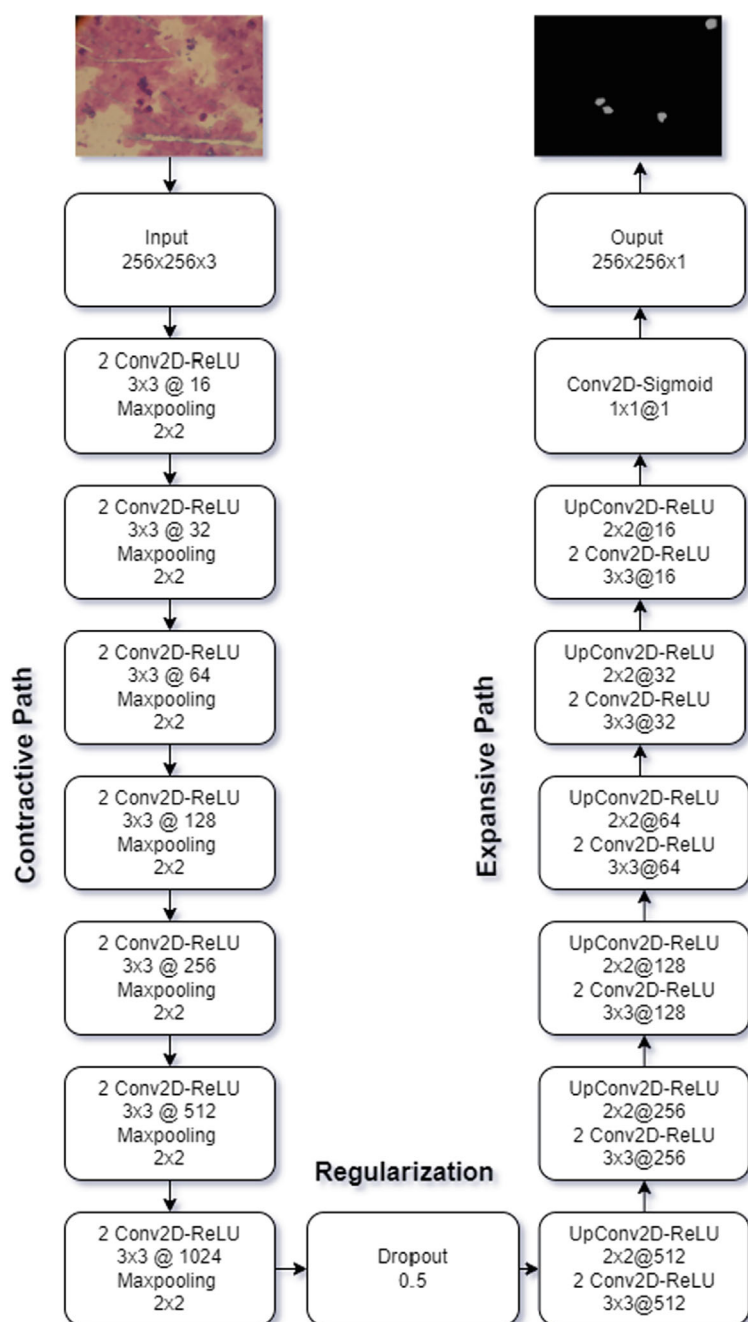 Input
256x256x3
2 Conv2D-ReLU
3x3 @ 16
Maxpooling
2x2
2 Conv2D-ReLU
3x3 @ 32
Maxpooling
2x2
2 Conv2D-ReLU
3x3 @ 64
Maxpooling
2x2
Contractive Path
2 Conv2D-ReLU
3x3 @ 128
Maxpooling
2x2
2 Conv2D-ReLU
3x3 @ 256
Maxpooling
2x2
2 Conv2D-ReLU
3x3 @ 512
Maxpooling
2x2
2 Conv2D-ReLU
3x3 @ 1024
Maxpooling
2x2
Regularization
Dropout
0.5
UpConv2D-ReLU
2x2@512
2 Conv2D-ReLU
3x3@512
UpConv2D-ReLU
2x2@256
2 Conv2D-ReLU
3x3@256
UpConv2D-ReLU
2x2@128
2 Conv2D-ReLU
3x3@128
Expansive Path
UpConv2D-ReLU
2x2@64
2 Conv2D-ReLU
3x3@64
UpConv2D-ReLU
2x2@32
2 Conv2D-ReLU
3x3@32
UpConv2D-ReLU
2x2@16
2 Conv2D-ReLU
3x3@16
Conv2D-Sigmoid
1x1@1
Ouput
256x256x1